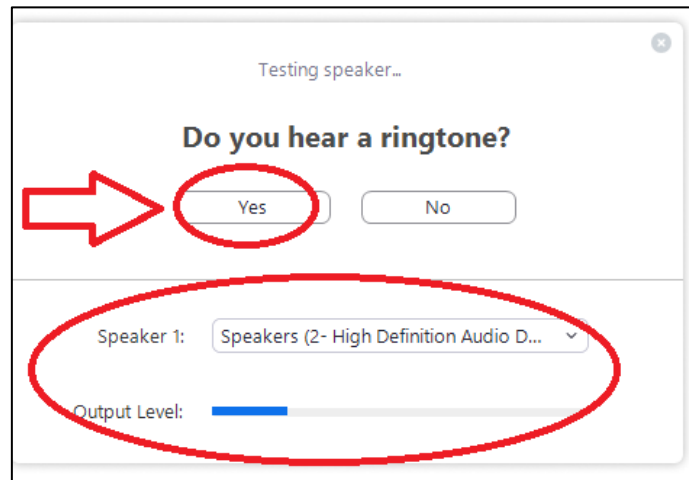 Testing speaker...
Do you hear a ringtone?
Yes No
Speaker 1: Speakers (2- High Definition Audio D...
Output Level: